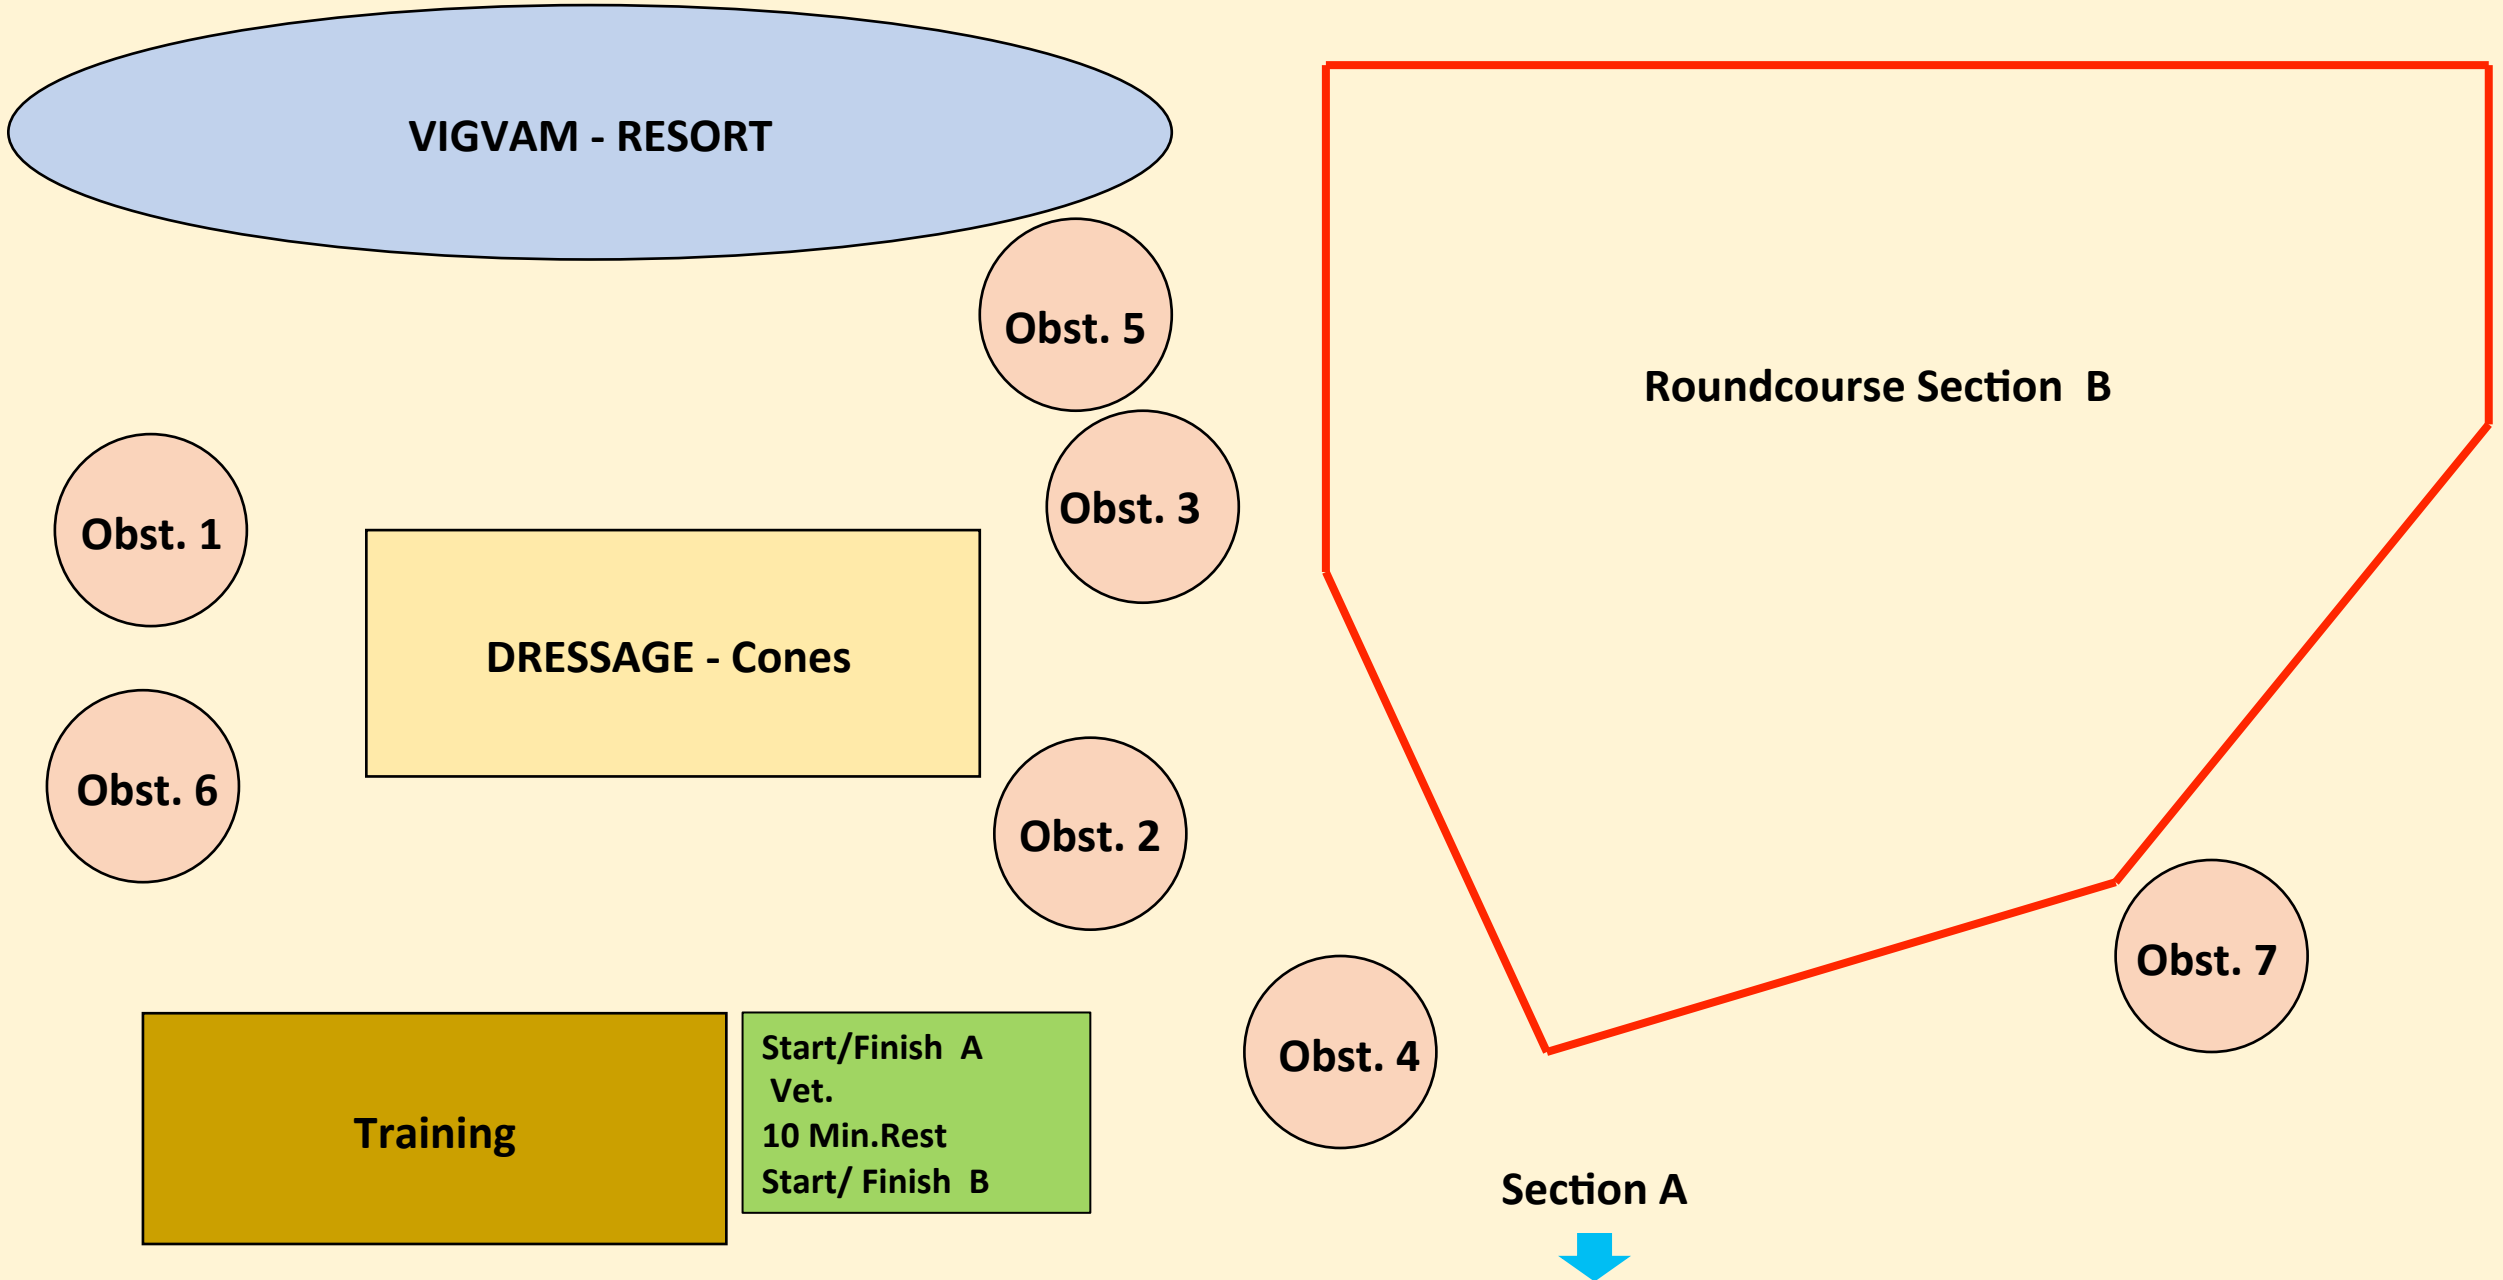 VIGVAM - RESORT
Obst. 5
Roundcourse Section  B
Obst. 3
Obst. 1
DRESSAGE - Cones
Obst. 6
Obst. 2
Obst. 7
Obst. 4
Training
Start/Finish  A
Vet.
10 Min.Rest
Start/ Finish  B
Section A